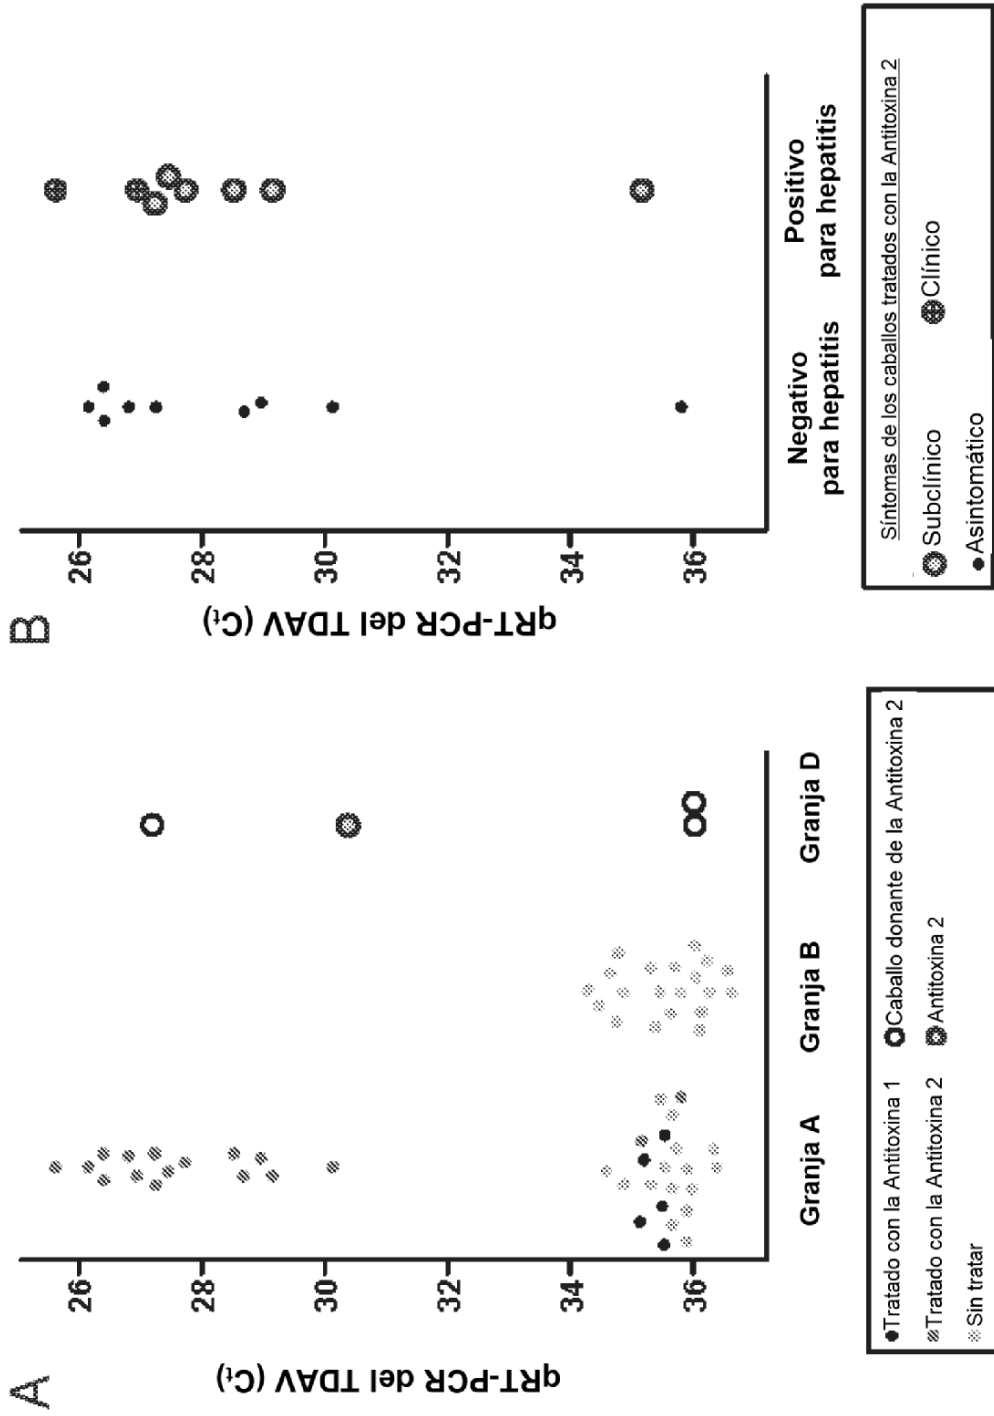 A
qRT-PCR del TDAV (Ct)
26
28
30
32
34
36
Granja A
Granja B
Granja D
Tratado con la Antitoxina 1
Tratado con la Antitoxina 2
Sin tratar
Caballo donante de la Antitoxina 2
Antitoxina 2
B
qRT-PCR del TDAV (Ct)
26
28
30
32
34
36
Negativo
para hepatitis
Positivo
para hepatitis
Síntomas de los caballos tratados con la Antitoxina 2
Subclínico
Clínico
Asintomático